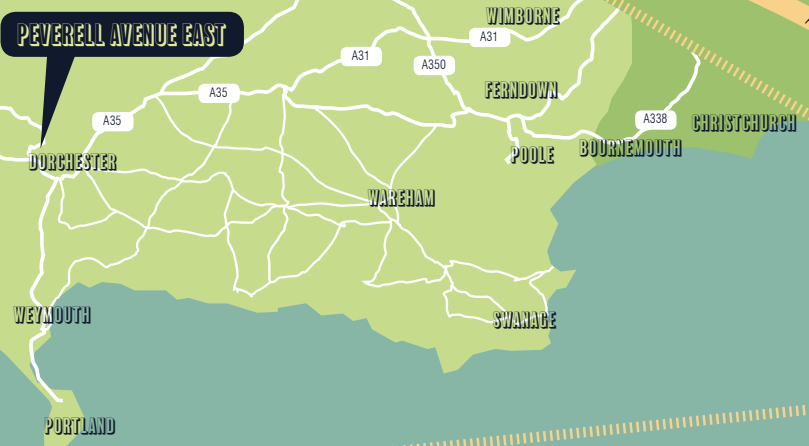 WIMBORNE
PEVERELL AVENUE EAST
A31
A31
A350
FERNDOWN
A35
A35
A338
CHRISTCHURCH
BOURNEMOUTH
POOLE
DORCHESTER
WAREHAM
WEYMOUTH
SWANAGE
PORTLAND